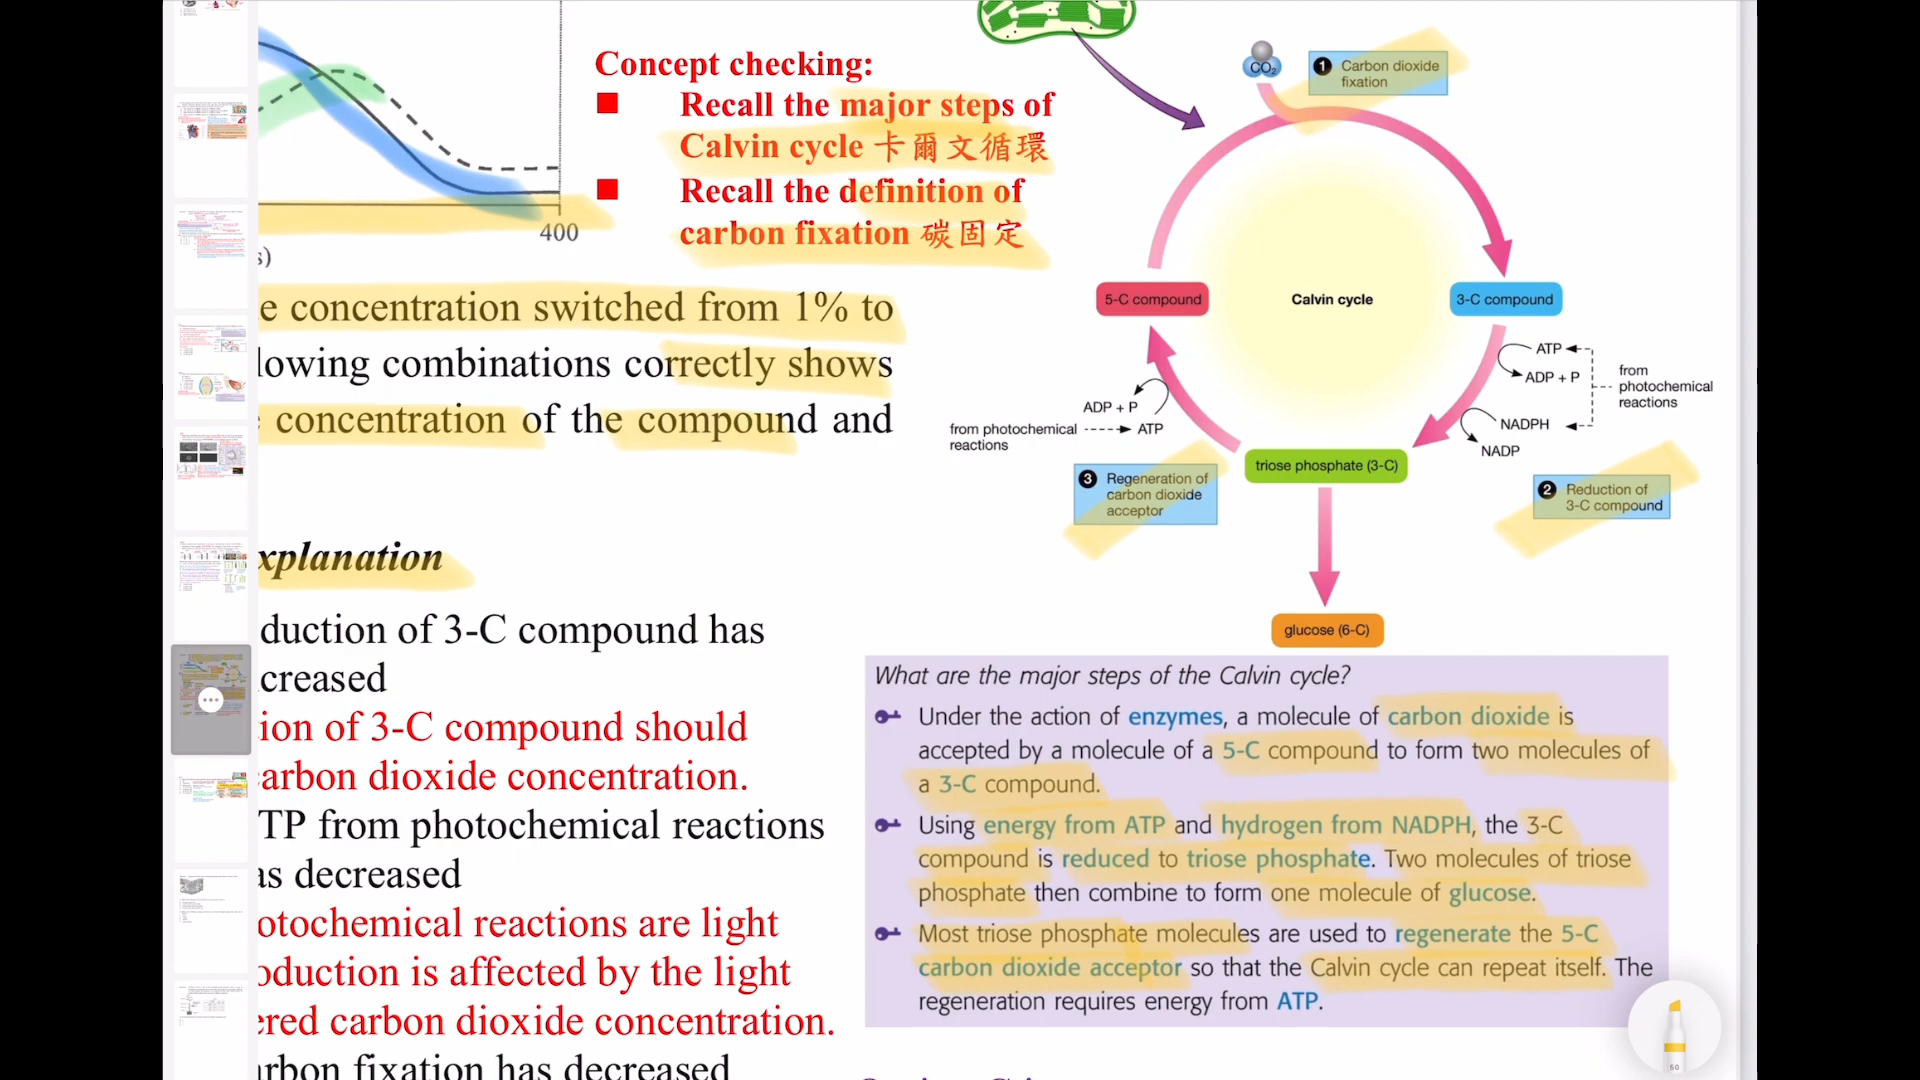 400
s)
Concept checking:
■ Recall the major steps of
Calvin cycle 卡爾文循環
■ Recall the definition of
carbon fixation 碳固定
e concentration switched from 1% to
lowing combinations correctly shows
concentration of the compound and
xplanation
duction of 3-C compound has
creased
ion of 3-C compound should
carbon dioxide concentration.
TP from photochemical reactions
as decreased
otochemical reactions are light
oduction is affected by the light
ered carbon dioxide concentration.
arbon fixation has decreased
CO₂
1 Carbon dioxide
fixation
5-C compound
Calvin cycle
3-C compound
ATP
ADP + P
from
photochemical
reactions
NADPH
NADP
ADP + P
from photochemical
reactions
ATP
triose phosphate (3-C)
3 Regeneration of
carbon dioxide
acceptor
2 Reduction of
3-C compound
glucose (6-C)
What are the major steps of the Calvin cycle?
Under the action of enzymes, a molecule of carbon dioxide is
accepted by a molecule of a 5-C compound to form two molecules of
a 3-C compound.
Using energy from ATP and hydrogen from NADPH, the 3-C
compound is reduced to triose phosphate. Two molecules of triose
phosphate then combine to form one molecule of glucose.
Most triose phosphate molecules are used to regenerate the 5-C
carbon dioxide acceptor so that the Calvin cycle can repeat itself. The
regeneration requires energy from ATP.
50